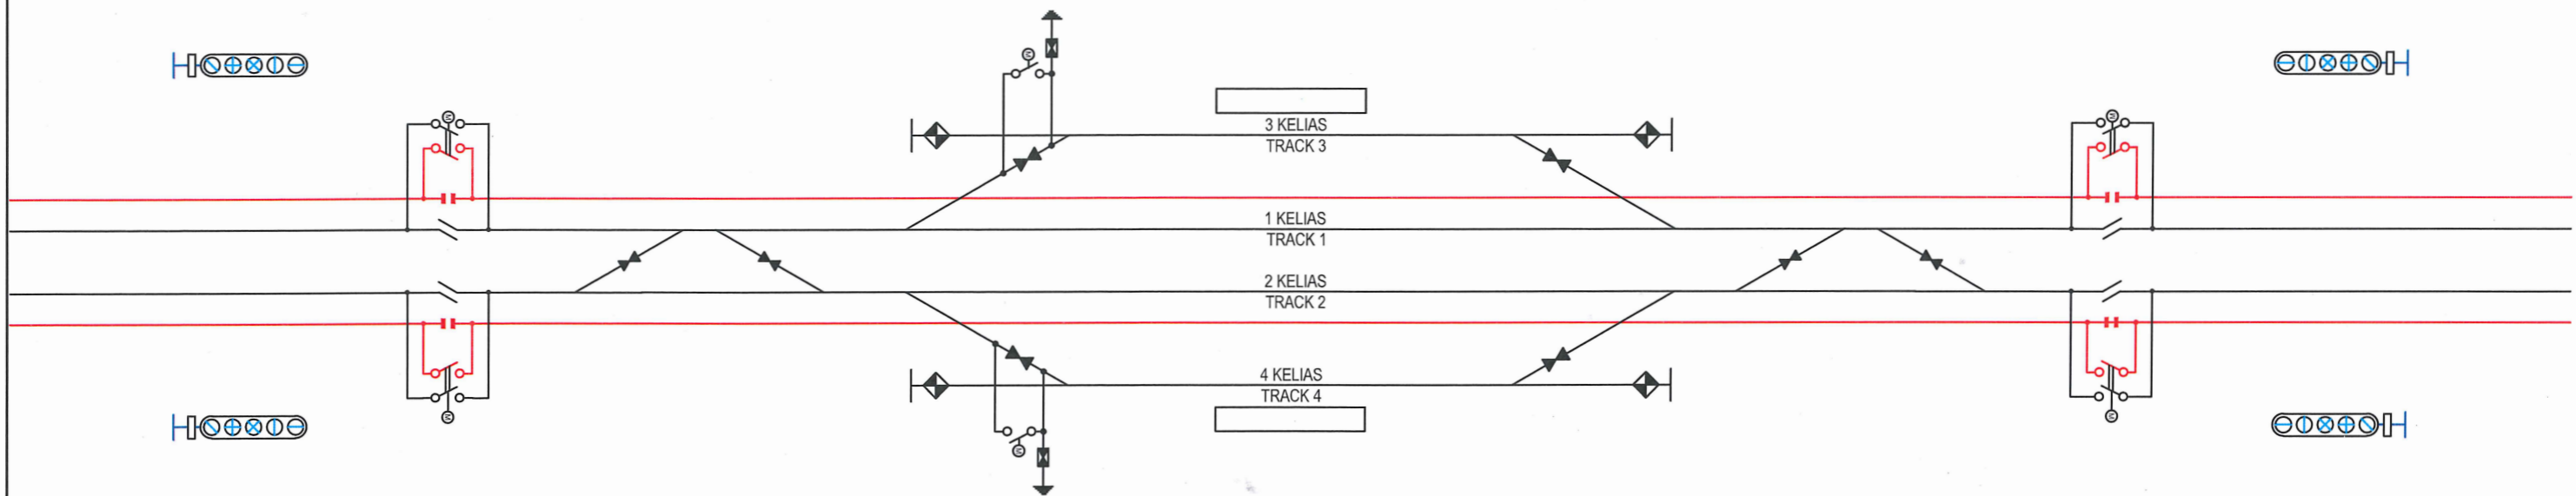 M
M
M
3 KELIAS
TRACK 3
1 KELIAS
TRACK 1
2 KELIAS
TRACK 2
4 KELIAS
TRACK 4
M
M
M